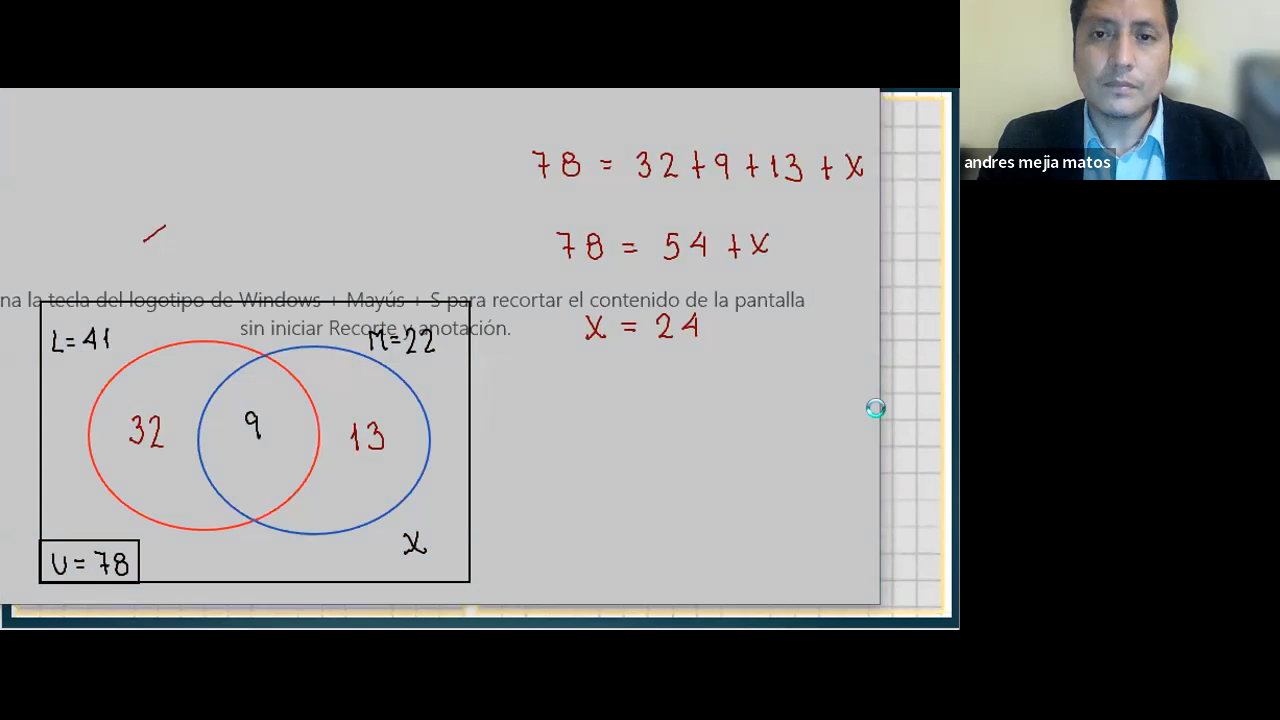 78 = 32+9+13+X
78 = 54 +X
na la tecla del logotipo de Windows + Mayús + S para recortar el contenido de la pantalla
sin iniciar Recorte y anotación.
X = 24
L=41
M=22
32
9
13
X
U=78
andres mejia matos